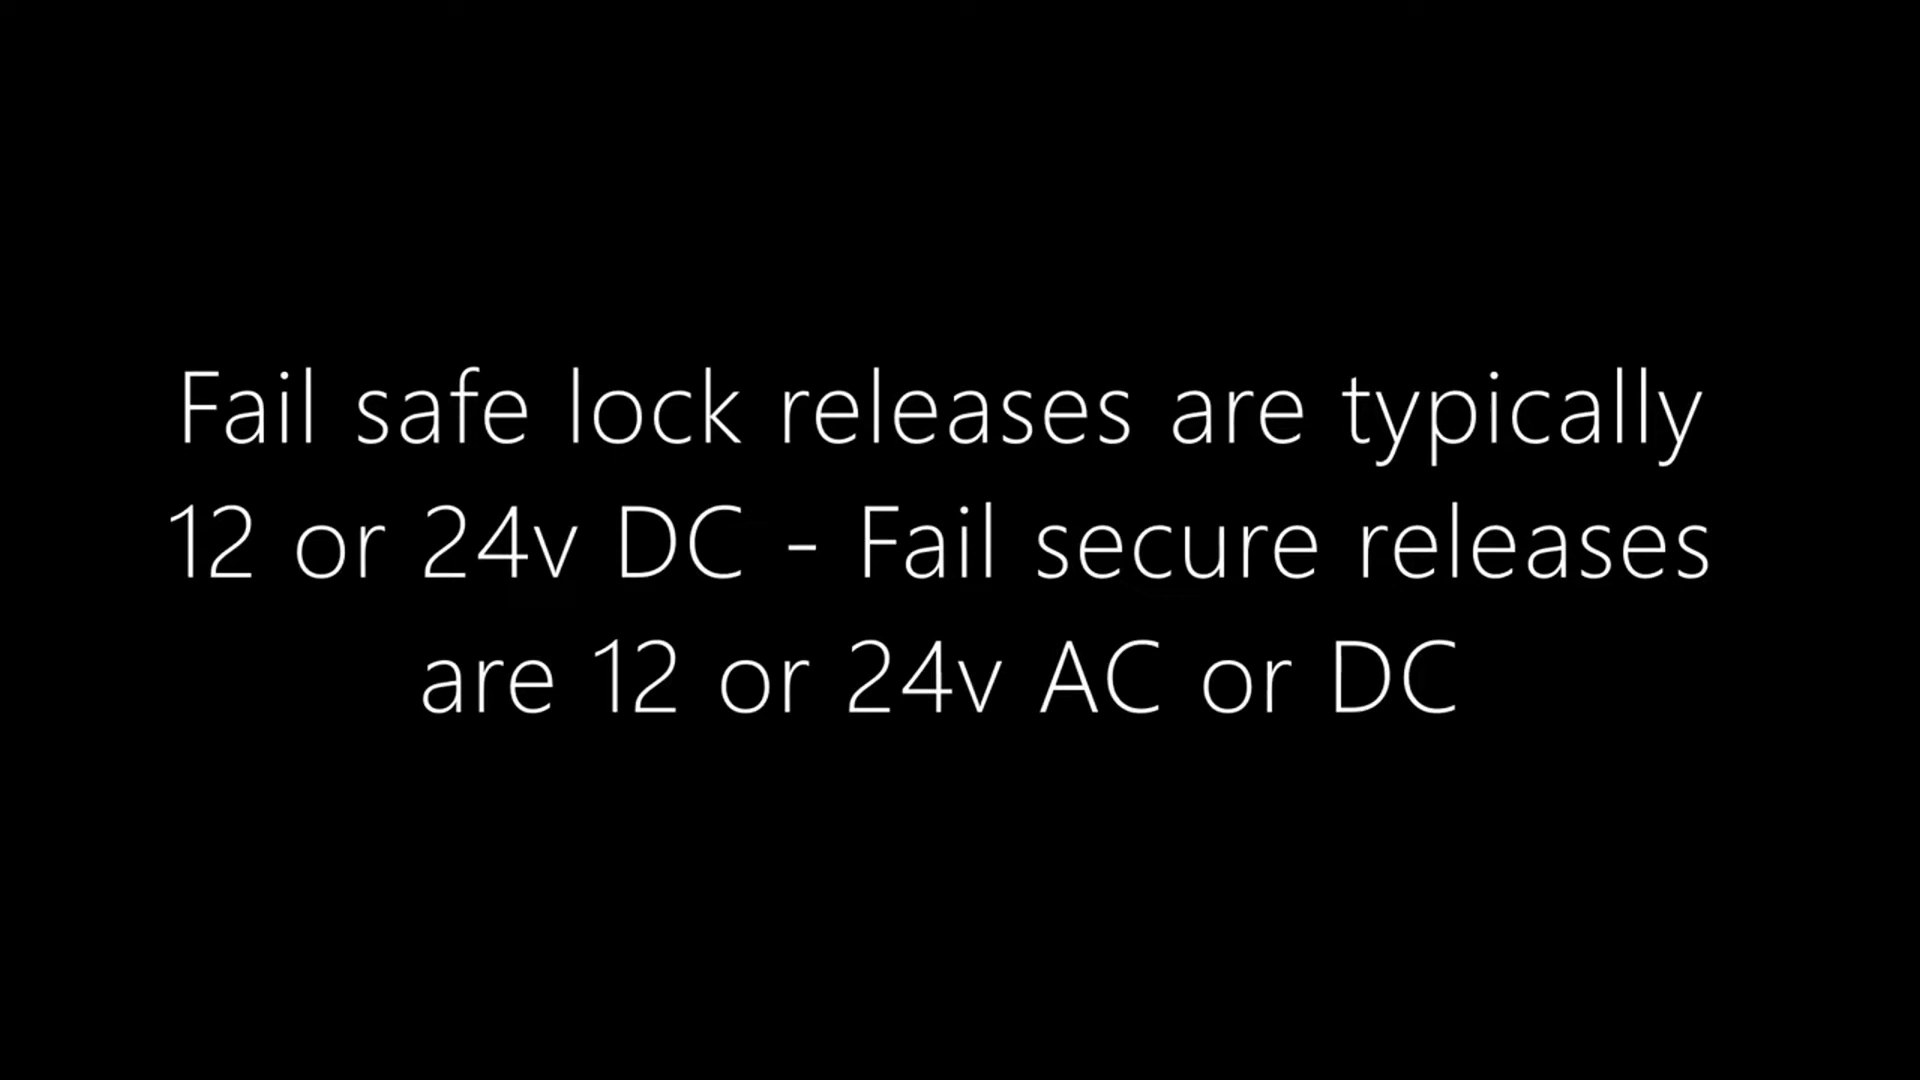 Fail safe lock releases are typically
12 or 24v DC - Fail secure releases
are 12 or 24v AC or DC